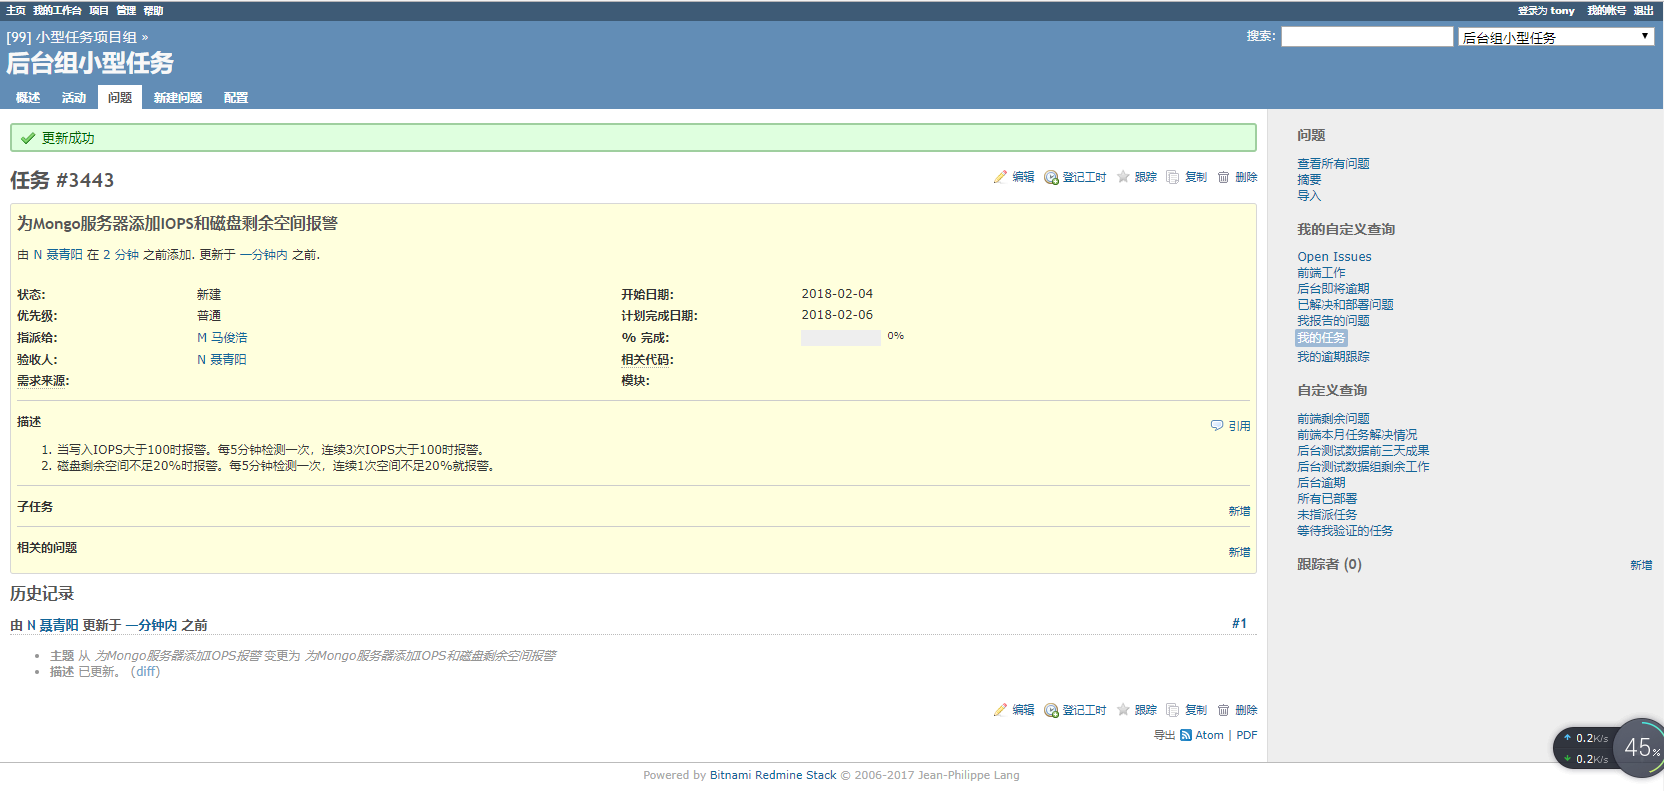 主页 我的工作台 项目 管理 帮助 登录为 tony 我的帐号 退出
[99] 小型任务项目组 » 搜索: 后台组小型任务
后台组小型任务
概述 活动 问题 新建问题 配置
更新成功
任务 #3443 编辑 登记工时 跟踪 复制 删除
为Mongo服务器添加IOPS和磁盘剩余空间报警
由 N 聂青阳 在 2 分钟 之前添加. 更新于 一分钟内 之前.
状态: 新建 开始日期: 2018-02-04
优先级: 普通 计划完成日期: 2018-02-06
指派给: M 马俊浩 % 完成: 0%
验收人: N 聂青阳 相关代码:
需求来源: 模块:
描述 引用
1. 当写入IOPS大于100时报警。每5分钟检测一次，连续3次IOPS大于100时报警。
2. 磁盘剩余空间不足20%时报警。每5分钟检测一次，连续1次空间不足20%就报警。
子任务 新增
相关的问题 新增
历史记录
由 N 聂青阳 更新于 一分钟内 之前 #1
• 主题 从 为Mongo服务器添加IOPS报警 变更为 为Mongo服务器添加IOPS和磁盘剩余空间报警
• 描述 已更新。 (diff)
编辑 登记工时 跟踪 复制 删除
导出 Atom | PDF
问题
查看所有问题
摘要
导入
我的自定义查询
Open Issues
前端工作
后台即将逾期
已解决和部署问题
我报告的问题
我的任务
我的逾期跟踪
自定义查询
前端剩余问题
前端本月任务解决情况
后台测试数据前三天成果
后台测试数据组剩余工作
后台逾期
所有已部署
未指派任务
等待我验证的任务
跟踪者 (0) 新增
0.2K/s
0.2K/s
45%
Powered by Bitnami Redmine Stack © 2006-2017 Jean-Philippe Lang